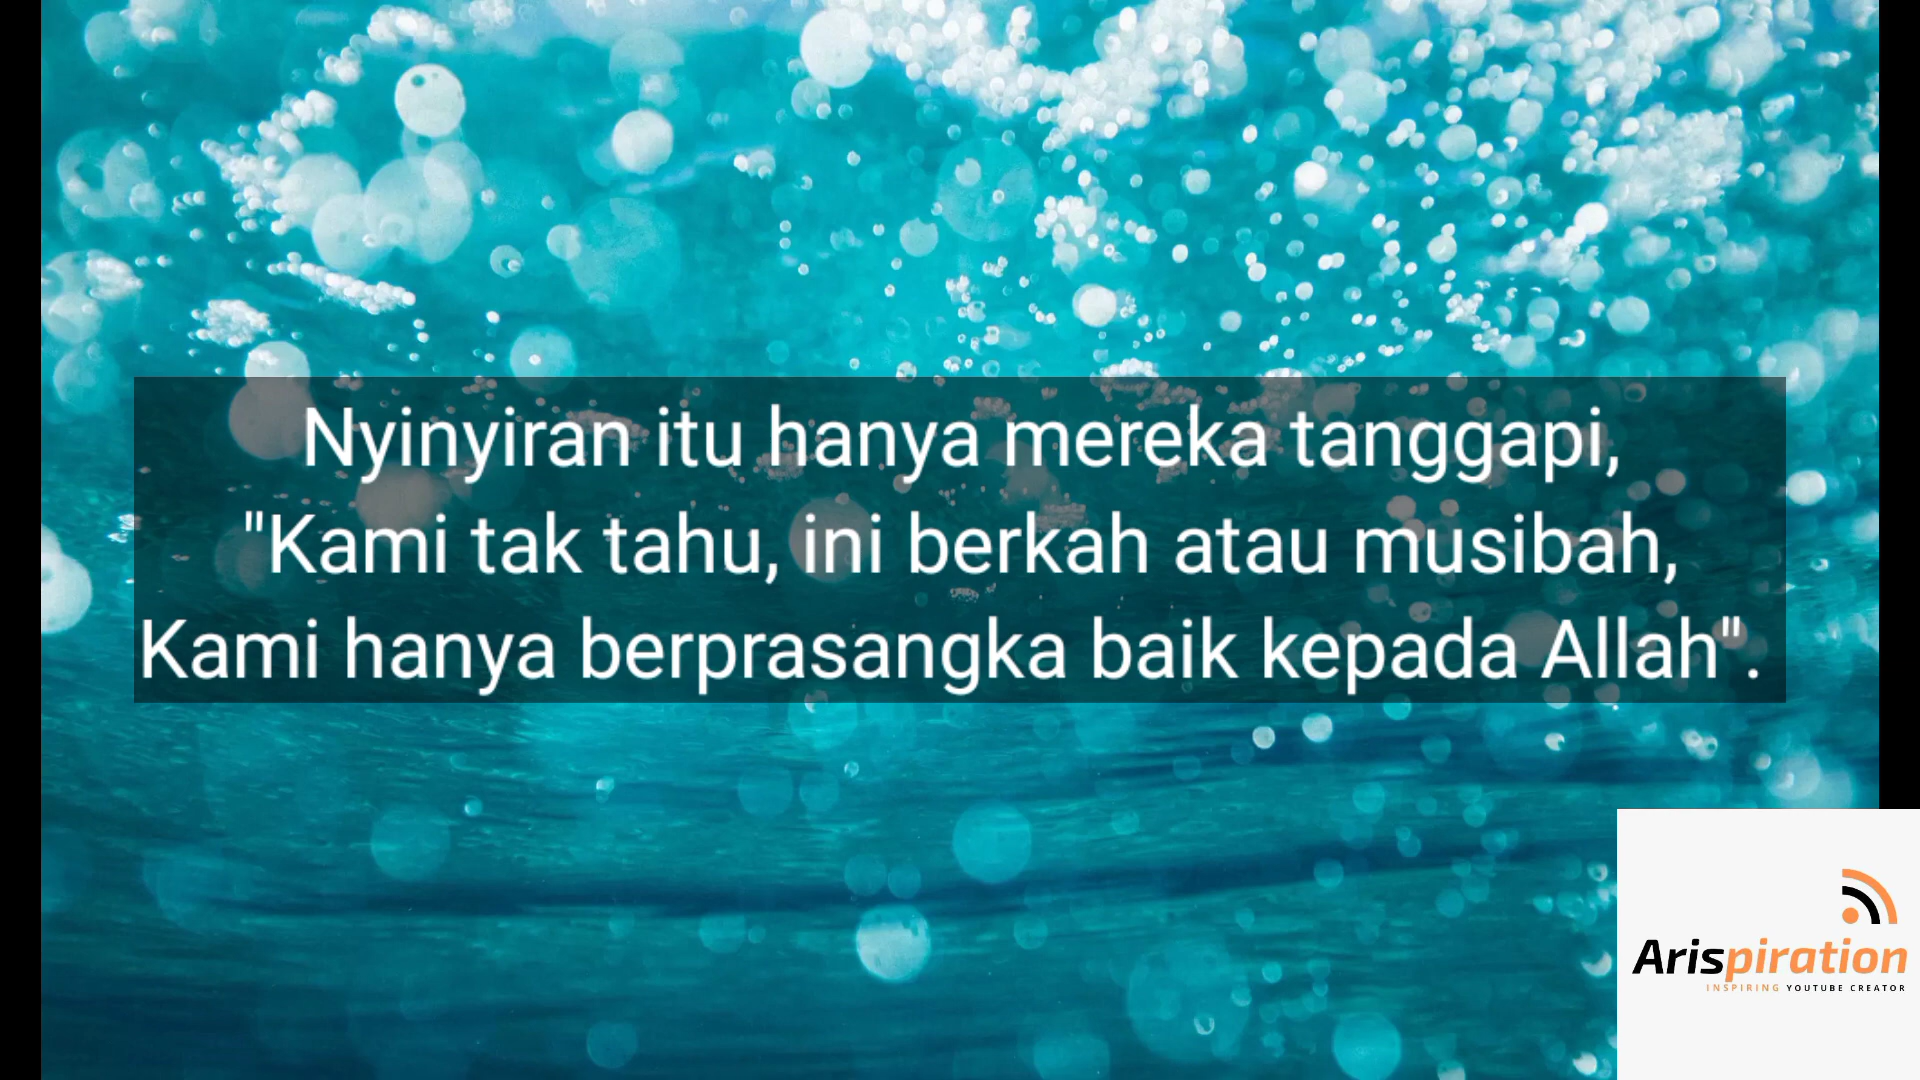 Nyinyiran itu hanya mereka tanggapi,
"Kami tak tahu, ini berkah atau musibah,
Kami hanya berprasangka baik kepada Allah".
Arispiration
INSPIRING YOUTUBE CREATOR